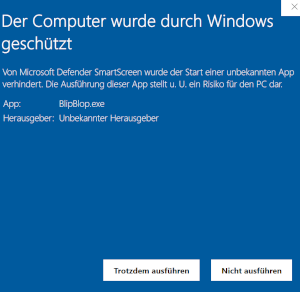 Der Computer wurde durch Windows
geschützt
Von Microsoft Defender SmartScreen wurde der Start einer unbekannten App
verhindert. Die Ausführung dieser App stellt u. U. ein Risiko für den PC dar.
App: BlipBlop.exe
Herausgeber: Unbekannter Herausgeber
Trotzdem ausführen Nicht ausführen